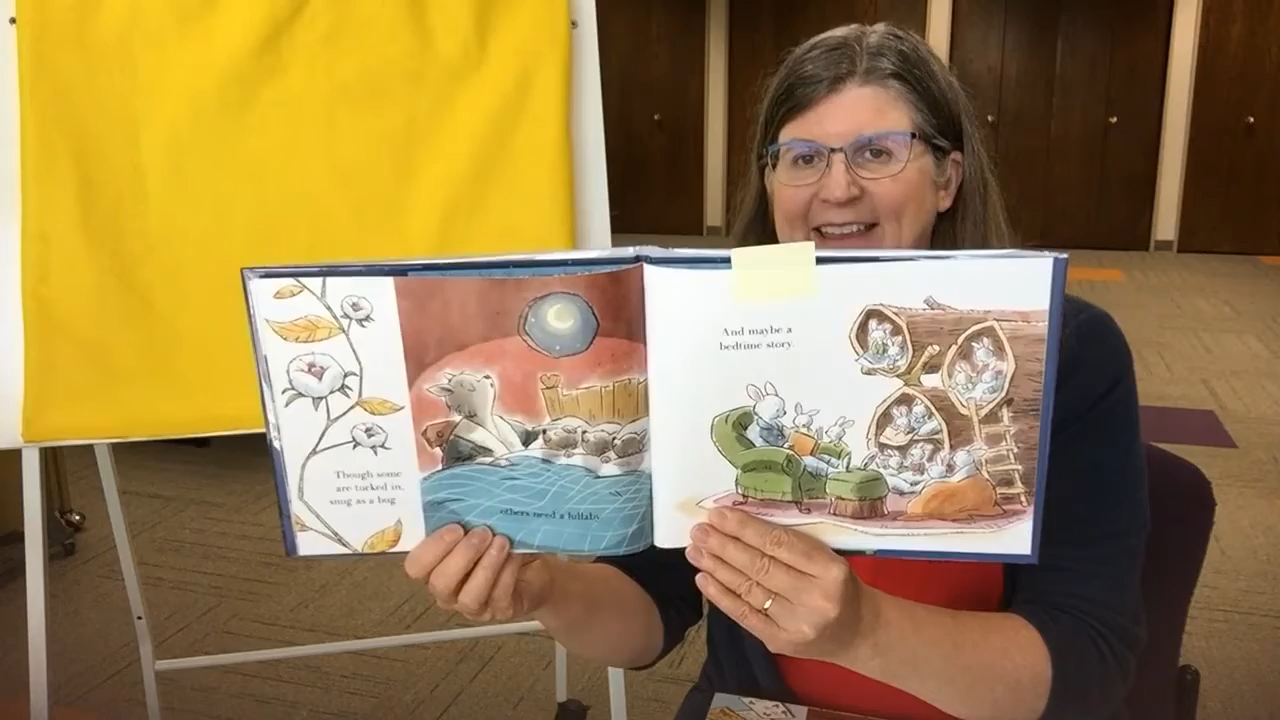 Though some
are tucked in,
snug as a bug
others need a lullaby.
And maybe a
bedtime story.